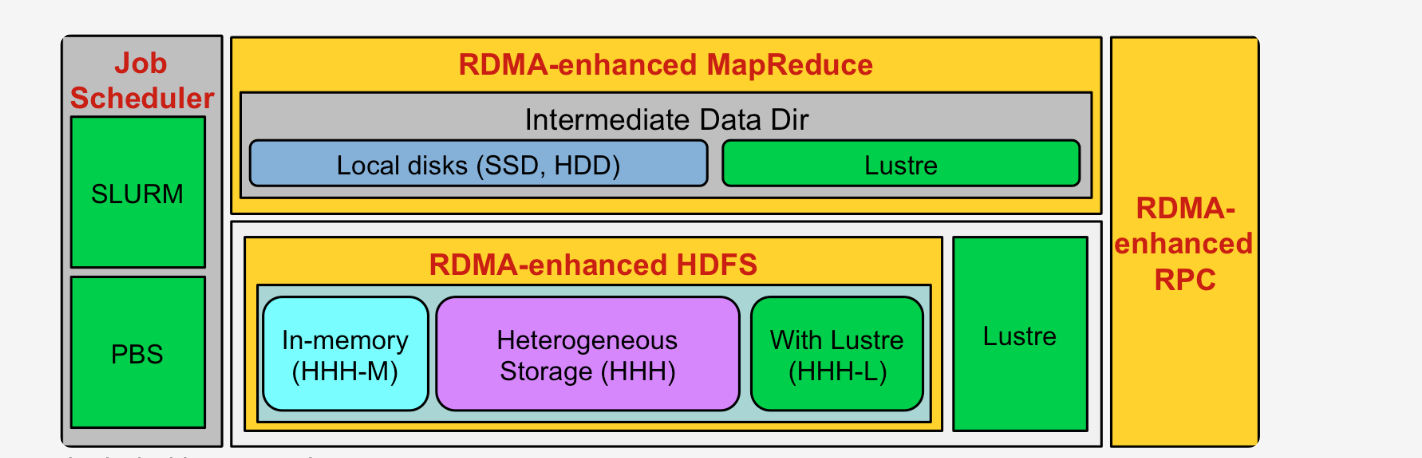 Job
Scheduler
SLURM
PBS
RDMA-enhanced MapReduce
Intermediate Data Dir
Local disks (SSD, HDD)
Lustre
RDMA-enhanced HDFS
In-memory
(HHH-M)
Heterogeneous
Storage (HHH)
With Lustre
(HHH-L)
Lustre
RDMA-
enhanced
RPC